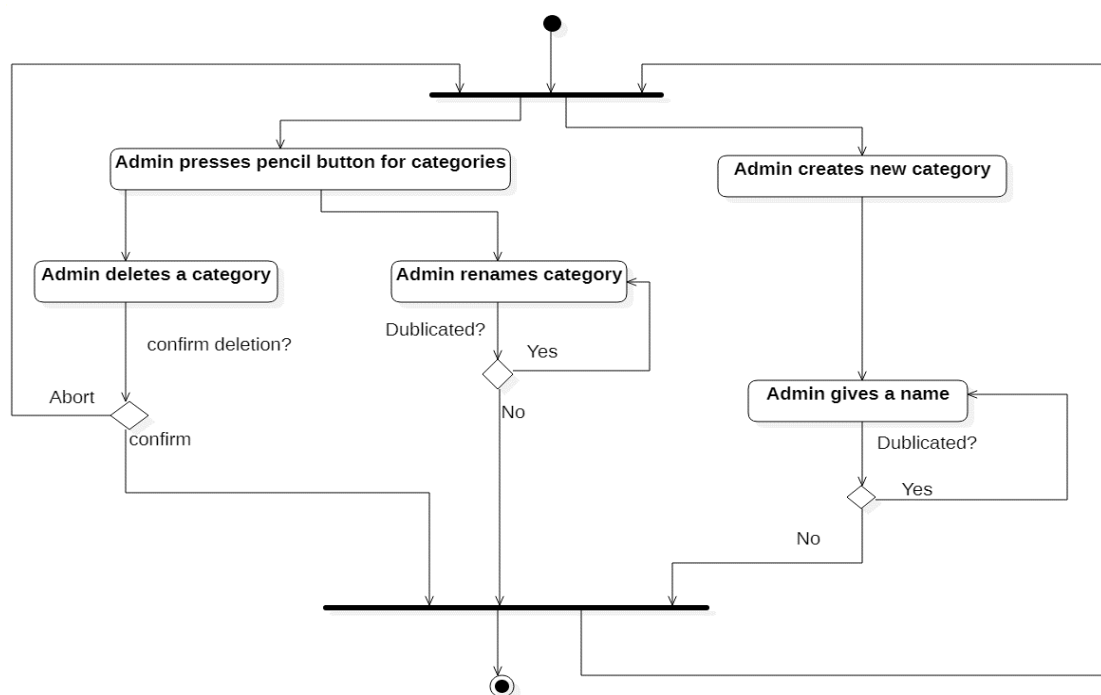 Admin presses pencil button for categories
Admin creates new category
Admin deletes a category
Admin renames category
Dublicated?
confirm deletion?
Yes
Abort
Admin gives a name
No
confirm
Dublicated?
Yes
No